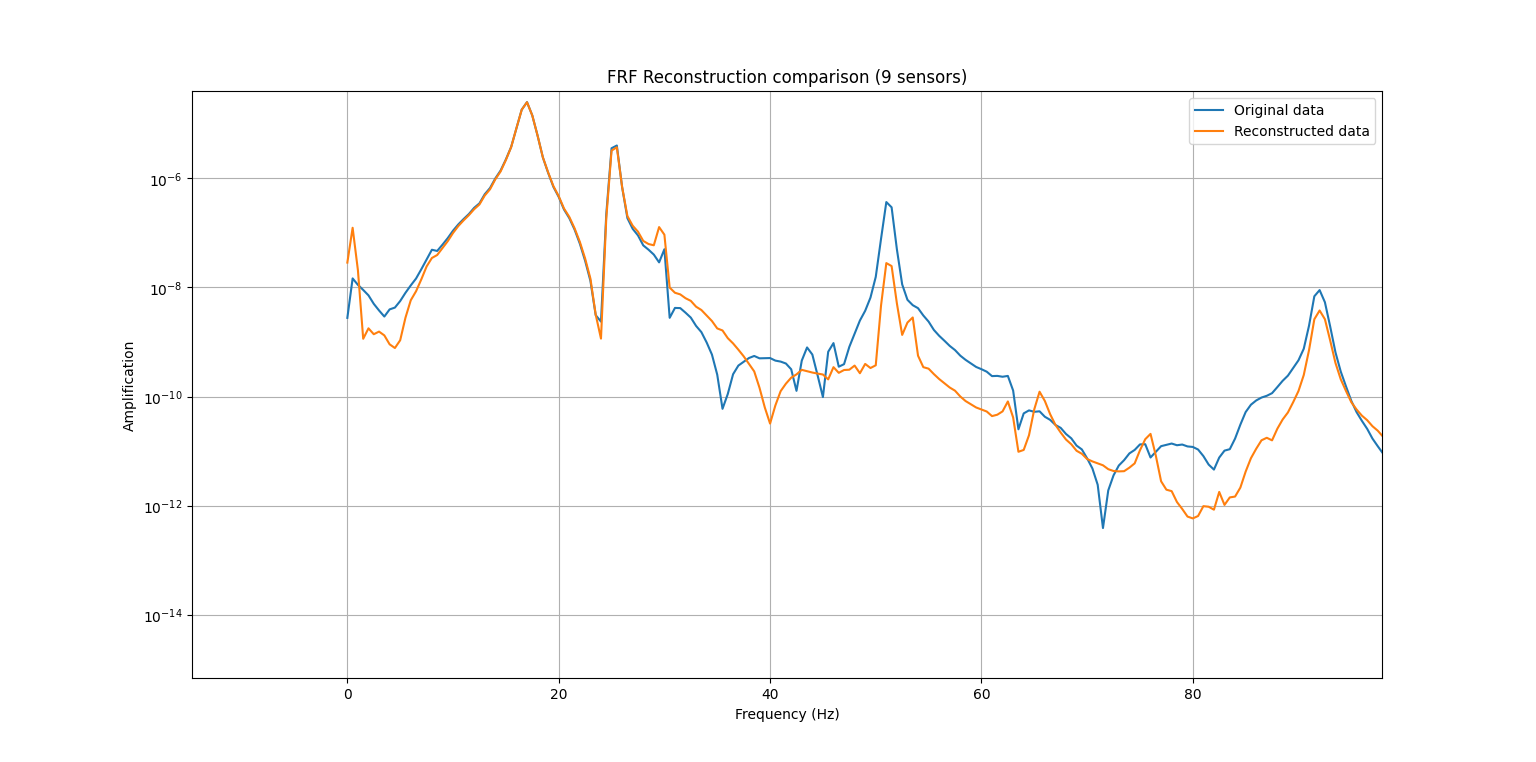 FRF Reconstruction comparison (9 sensors)
Original data
Reconstructed data
Amplification
10⁻⁶
10⁻⁸
10⁻¹⁰
10⁻¹²
10⁻¹⁴
0 20 40 60 80
Frequency (Hz)